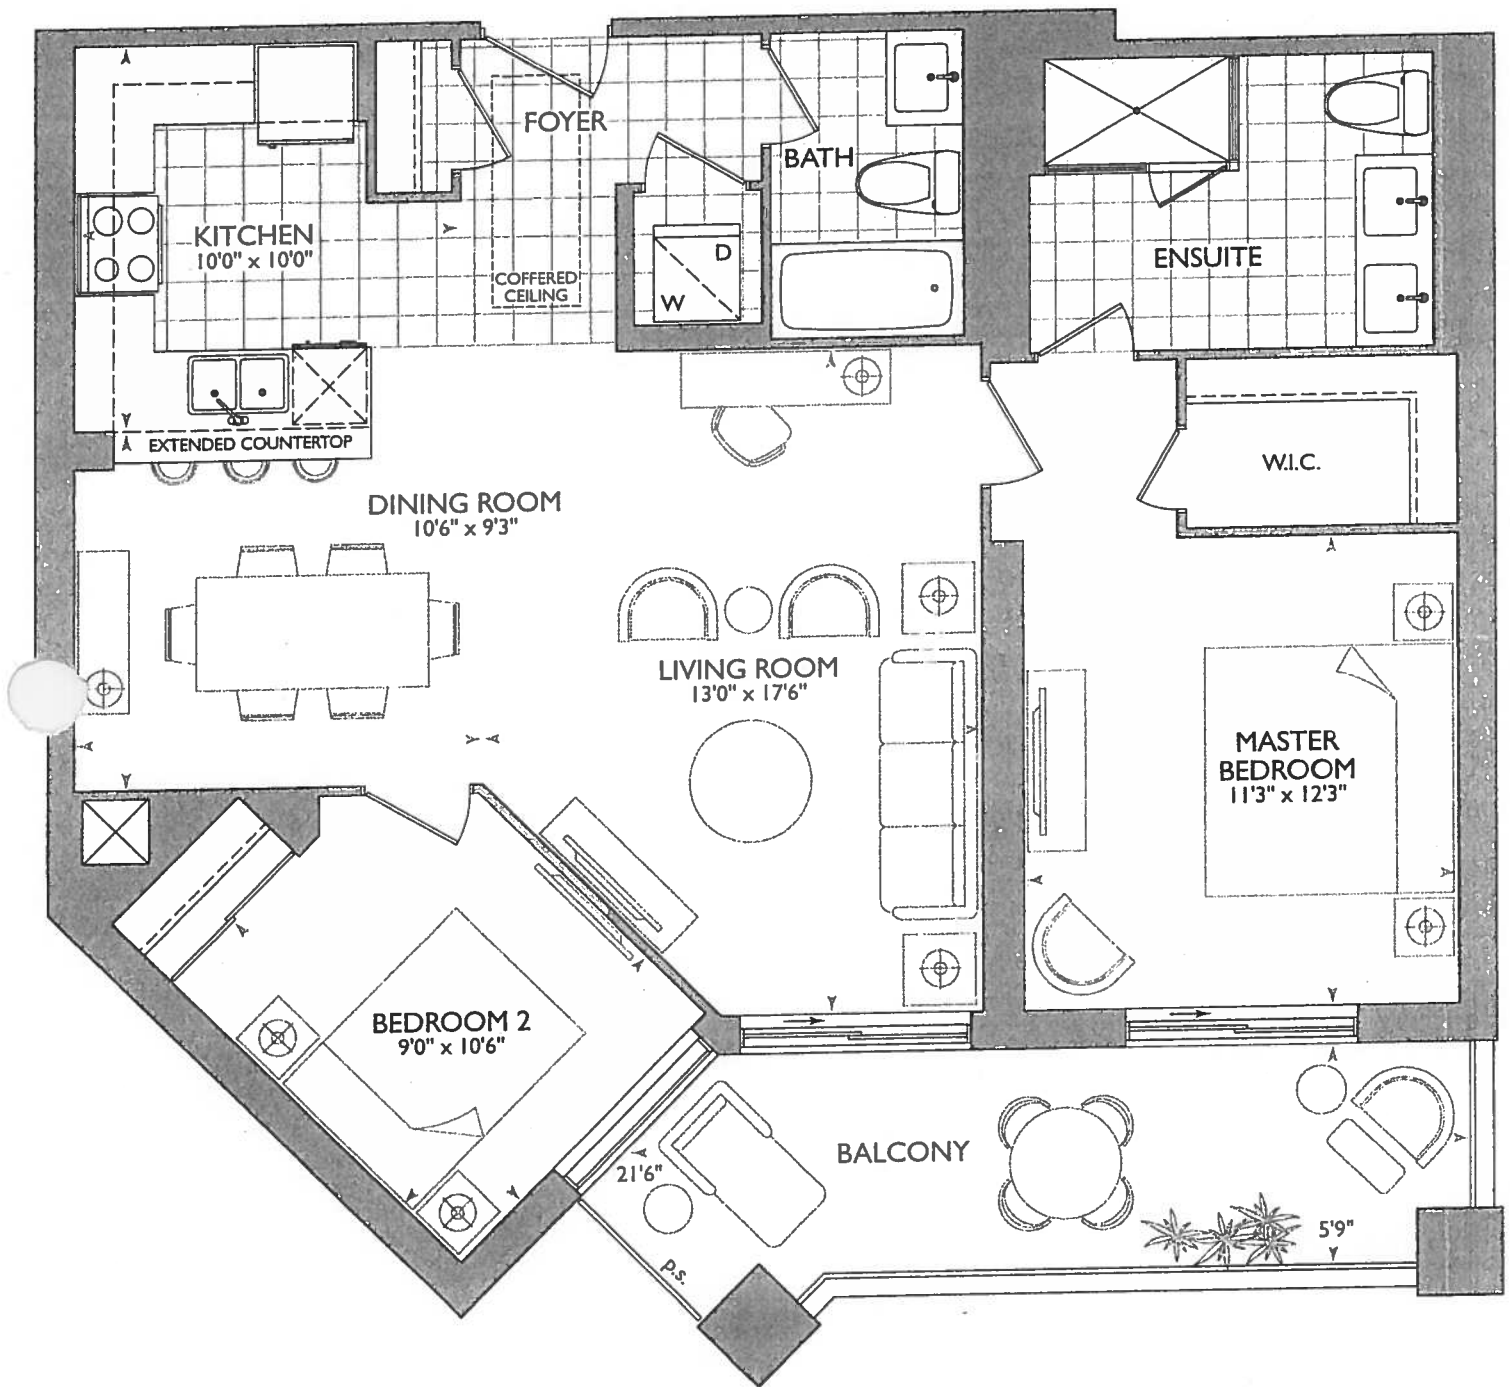 FOYER
BATH
KITCHEN
10'0" x 10'0"
COFFERED
CEILING
D
W
ENSUITE
EXTENDED COUNTERTOP
W.I.C.
DINING ROOM
10'6" x 9'3"
LIVING ROOM
13'0" x 17'6"
MASTER
BEDROOM
11'3" x 12'3"
BEDROOM 2
9'0" x 10'6"
BALCONY
21'6"
5'9"
p.s.